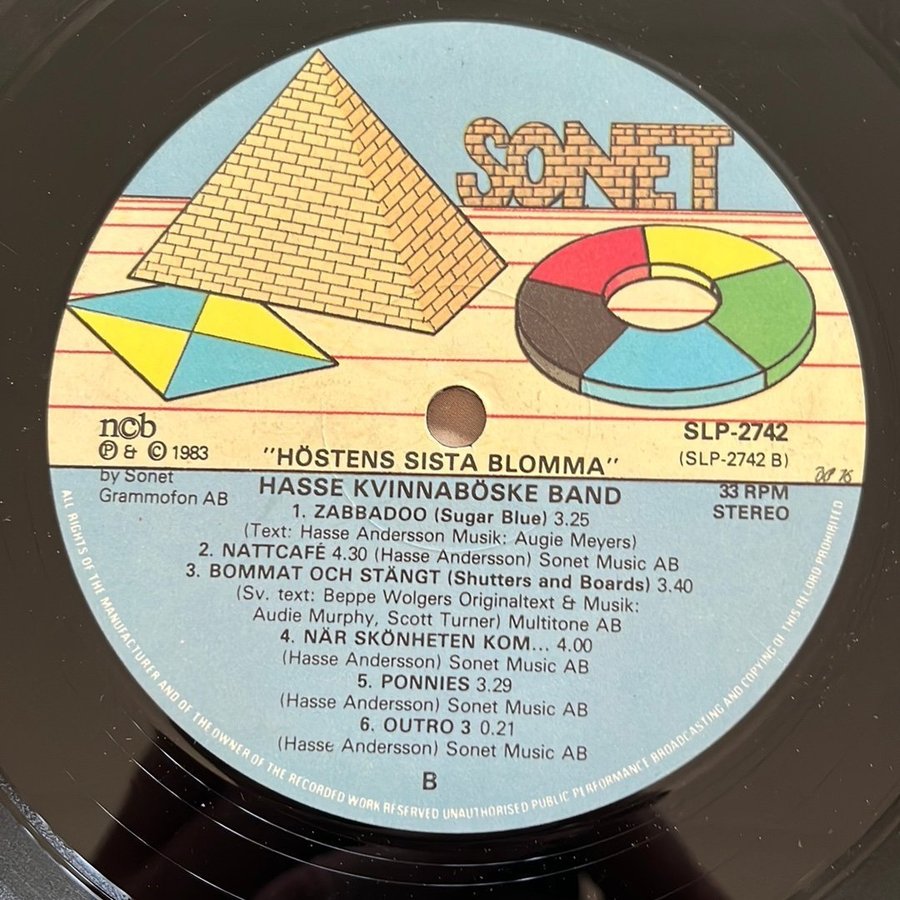 SONET
ncb
℗ & © 1983
by Sonet
Grammofon AB
SLP-2742
(SLP-2742 B)
33 RPM
STEREO
"HÖSTENS SISTA BLOMMA"
HASSE KVINNABÖSKE BAND
1. ZABBADOO (Sugar Blue) 3.25
(Text: Hasse Andersson Musik: Augie Meyers)
2. NATTCAFÉ 4.30 (Hasse Andersson) Sonet Music AB
3. BOMMAT OCH STÄNGT (Shutters and Boards) 3.40
(Sv. text: Beppe Wolgers Originaltext & Musik:
Audie Murphy, Scott Turner) Multitone AB
4. NÄR SKÖNHETEN KOM... 4.00
(Hasse Andersson) Sonet Music AB
5. PONNIES 3.29
(Hasse Andersson) Sonet Music AB
6. OUTRO 3 0.21
(Hasse Andersson) Sonet Music AB
B
ALL RIGHTS OF THE MANUFACTURER AND OF THE OWNER OF THE RECORDED WORK RESERVED UNAUTHORISED PUBLIC PERFORMANCE BROADCASTING AND COPYING OF THIS RECORD PROHIBITED